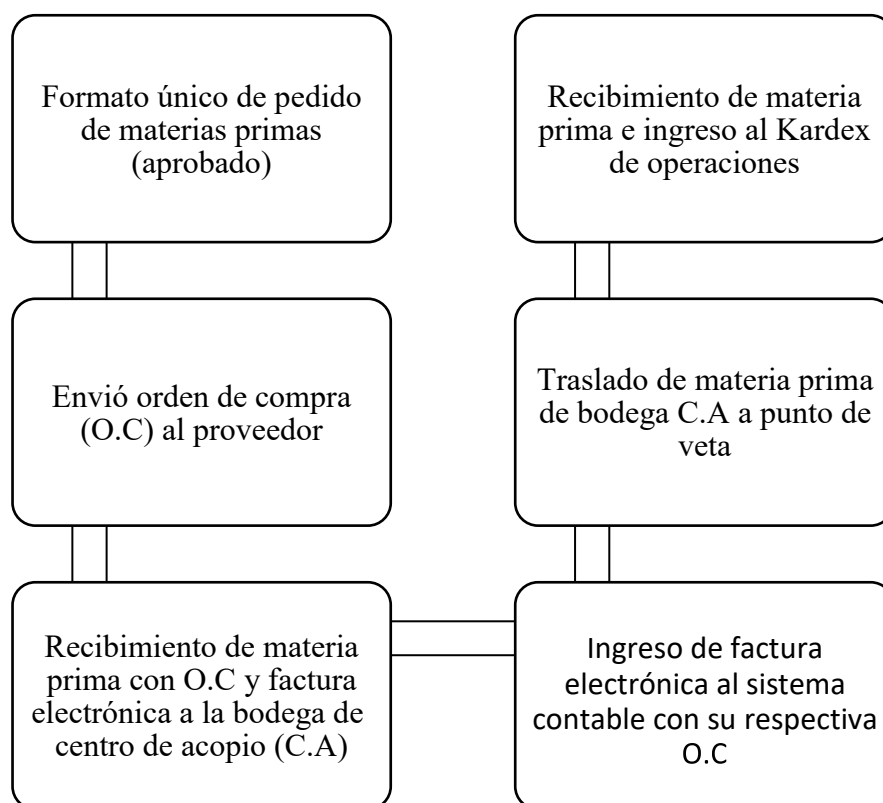 Formato único de pedido
de materias primas
(aprobado)
Envió orden de compra
(O.C) al proveedor
Recibimiento de materia
prima con O.C y factura
electrónica a la bodega de
centro de acopio (C.A)
Ingreso de factura
electrónica al sistema
contable con su respectiva
O.C
Traslado de materia prima
de bodega C.A a punto de
veta
Recibimiento de materia
prima e ingreso al Kardex
de operaciones